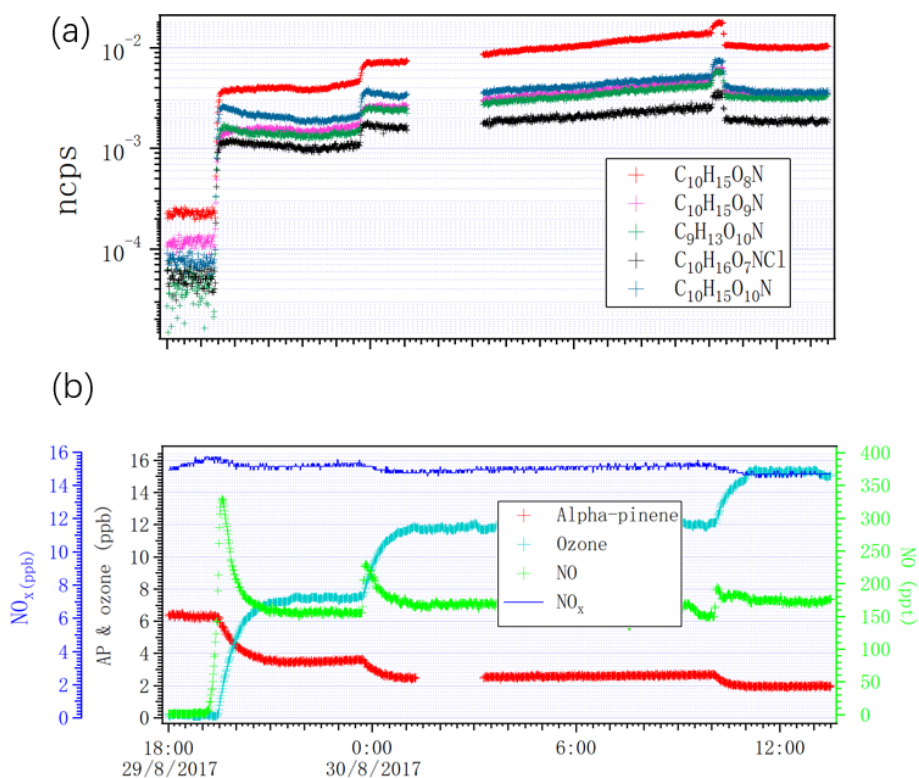 (a)
10⁻²
10⁻³
10⁻⁴
ncps
C₁₀H₁₅O₈N
C₁₀H₁₅O₉N
C₉H₁₃O₁₀N
C₁₀H₁₆O₇NCl
C₁₀H₁₅O₁₀N
(b)
16
14
12
10
8
6
4
2
0
NOₓ(ppb)
16
14
12
10
8
6
4
2
0
AP & ozone (ppb)
Alpha-pinene
Ozone
NO
NOₓ
400
350
300
250
200
150
100
50
0
NO (ppt)
18:00 0:00 6:00 12:00
29/8/2017 30/8/2017